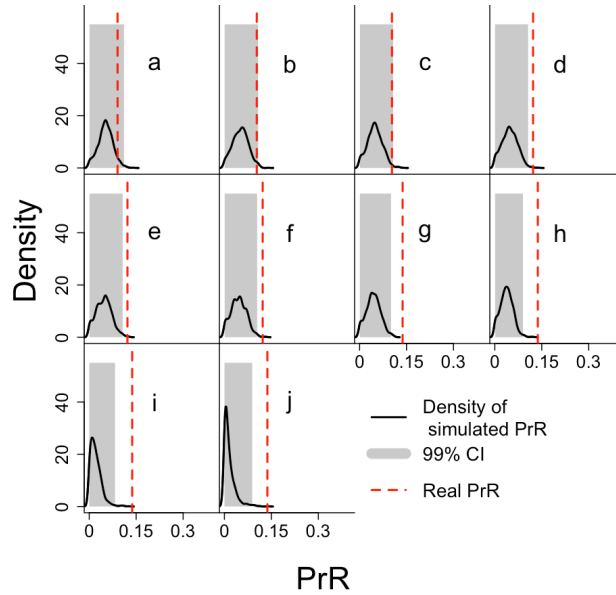 a
b
c
d
0 20 40
e
f
g
h
0 20 40
0 0.15 0.3
0 0.15 0.3
i
j
0 20 40
0 0.15 0.3
0 0.15 0.3
Density
Density of
simulated PrR
99% CI
Real PrR
PrR